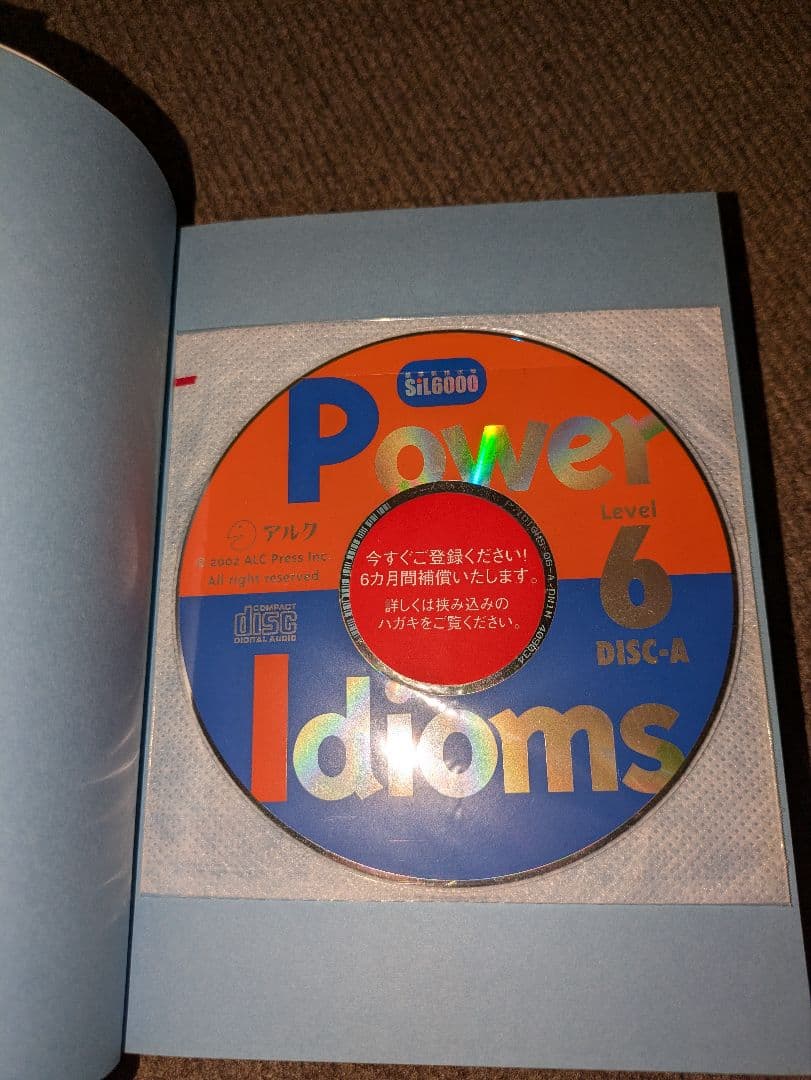 SiL6000
Power
Level
6
DISC-A
アルク
© 2002 ALC Press Inc.
All right reserved
COMPACT
disc
DIGITAL AUDIO
今すぐご登録ください!
6カ月間補償いたします。
詳しくは挟み込みの
ハガキをご覧ください。
Idioms